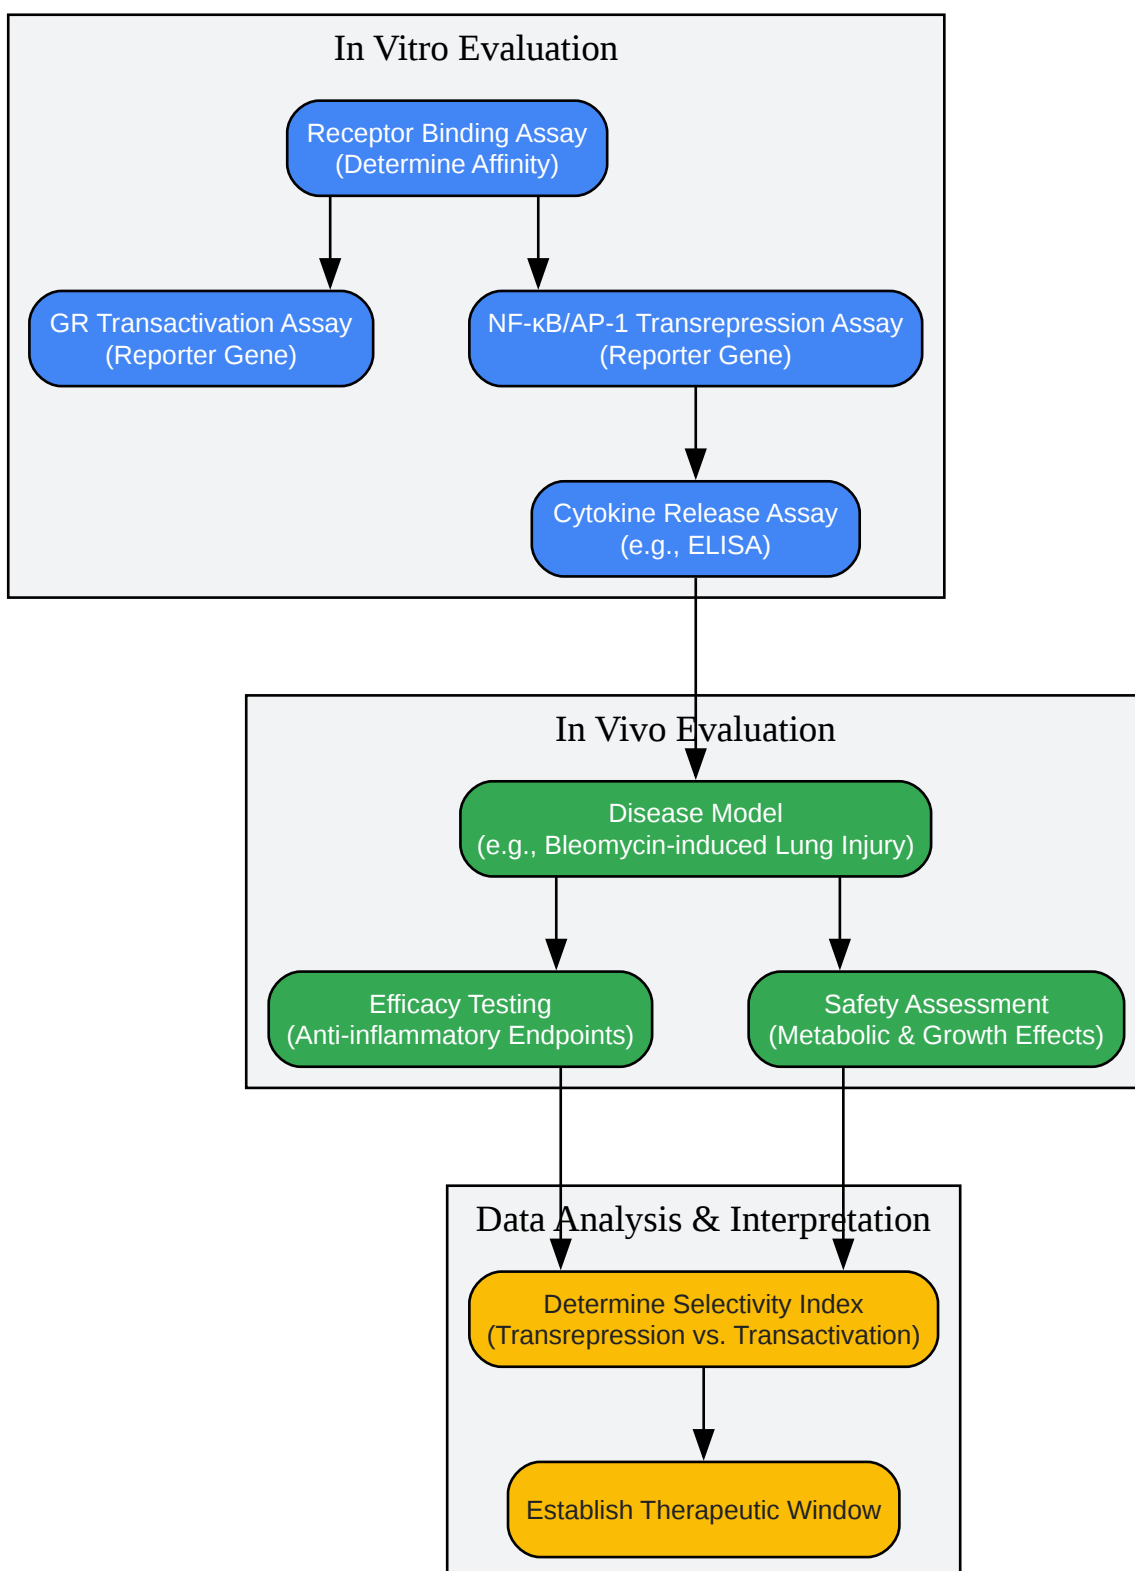 In Vitro Evaluation
Receptor Binding Assay
(Determine Affinity)
GR Transactivation Assay
(Reporter Gene)
NF-κB/AP-1 Transrepression Assay
(Reporter Gene)
Cytokine Release Assay
(e.g., ELISA)
In Vivo Evaluation
Disease Model
(e.g., Bleomycin-induced Lung Injury)
Efficacy Testing
(Anti-inflammatory Endpoints)
Safety Assessment
(Metabolic & Growth Effects)
Data Analysis & Interpretation
Determine Selectivity Index
(Transrepression vs. Transactivation)
Establish Therapeutic Window